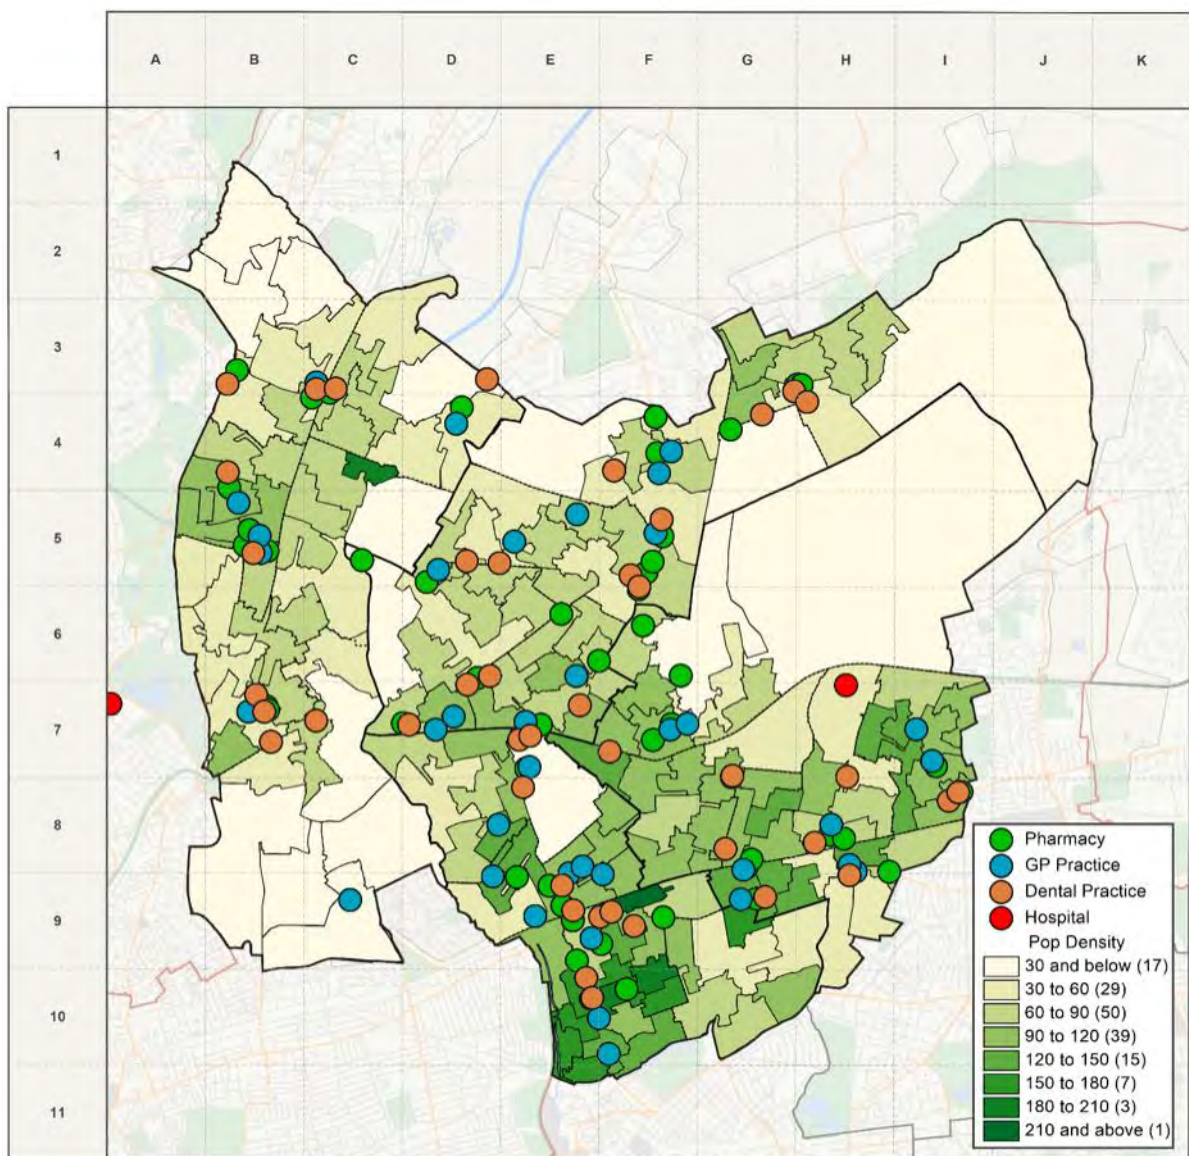 A B C D E F G H I J K
1
2
3
4
5
6
7
8
9
10
11
Pharmacy
GP Practice
Dental Practice
Hospital
Pop Density
30 and below (17)
30 to 60 (29)
60 to 90 (50)
90 to 120 (39)
120 to 150 (15)
150 to 180 (7)
180 to 210 (3)
210 and above (1)